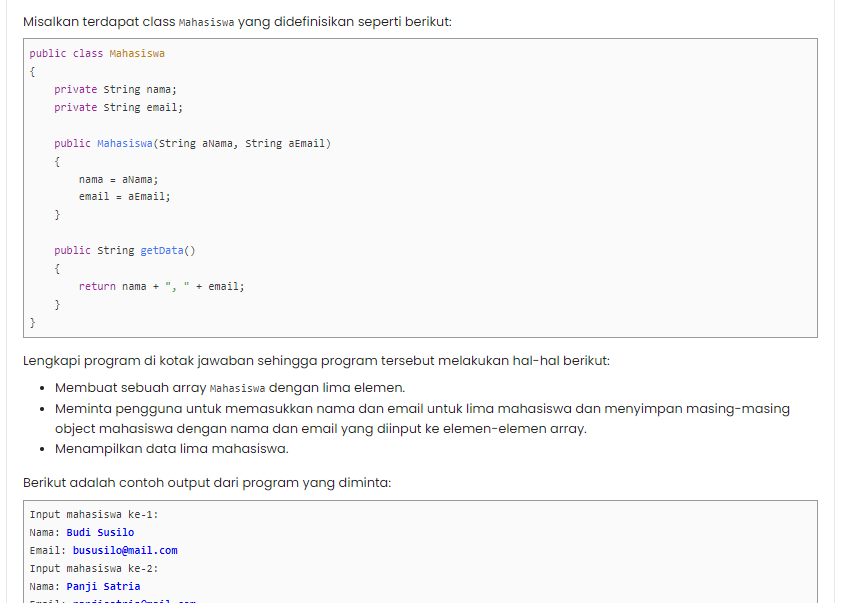 Misalkan terdapat class Mahasiswa yang didefinisikan seperti berikut:
public class Mahasiswa
{
    private String nama;
    private String email;

    public Mahasiswa(String aNama, String aEmail)
    {
        nama = aNama;
        email = aEmail;
    }

    public String getData()
    {
        return nama + ", " + email;
    }
}
Lengkapi program di kotak jawaban sehingga program tersebut melakukan hal-hal berikut:
• Membuat sebuah array Mahasiswa dengan lima elemen.
• Meminta pengguna untuk memasukkan nama dan email untuk lima mahasiswa dan menyimpan masing-masing
object mahasiswa dengan nama dan email yang diinput ke elemen-elemen array.
• Menampilkan data lima mahasiswa.
Berikut adalah contoh output dari program yang diminta:
Input mahasiswa ke-1:
Nama: Budi Susilo
Email: bususilo@mail.com
Input mahasiswa ke-2:
Nama: Panji Satria